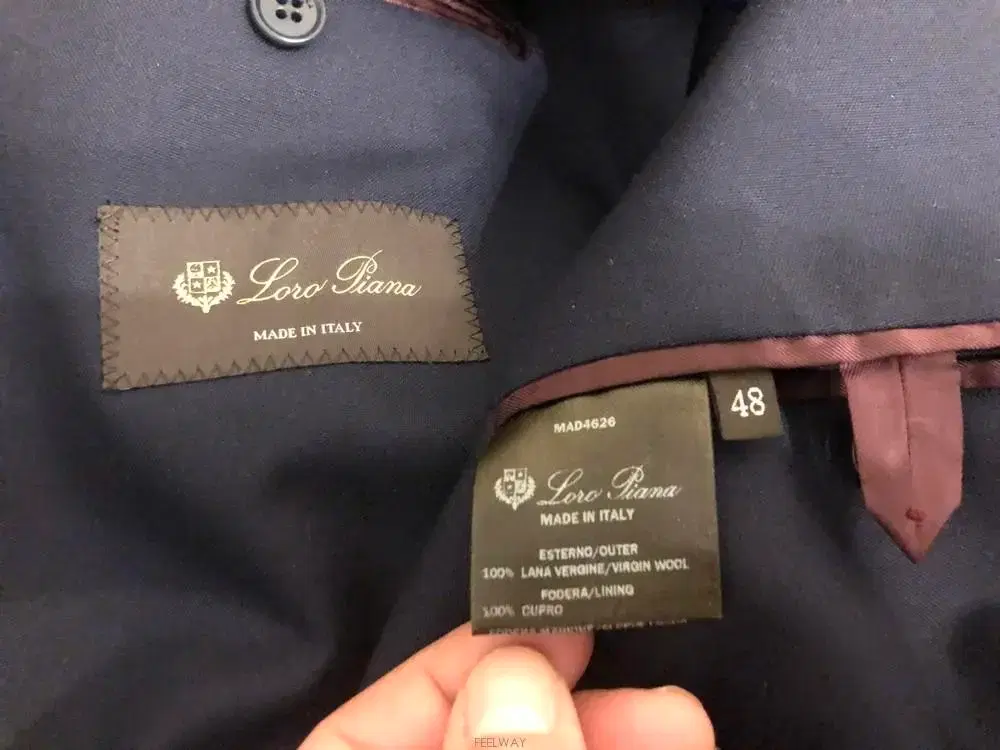 Loro Piana
MADE IN ITALY
48
MAD4626
Loro Piana
MADE IN ITALY
ESTERNO/OUTER
100% LANA VERGINE/VIRGIN WOOL
FODERA/LINING
100% CUPRO
FEELWAY